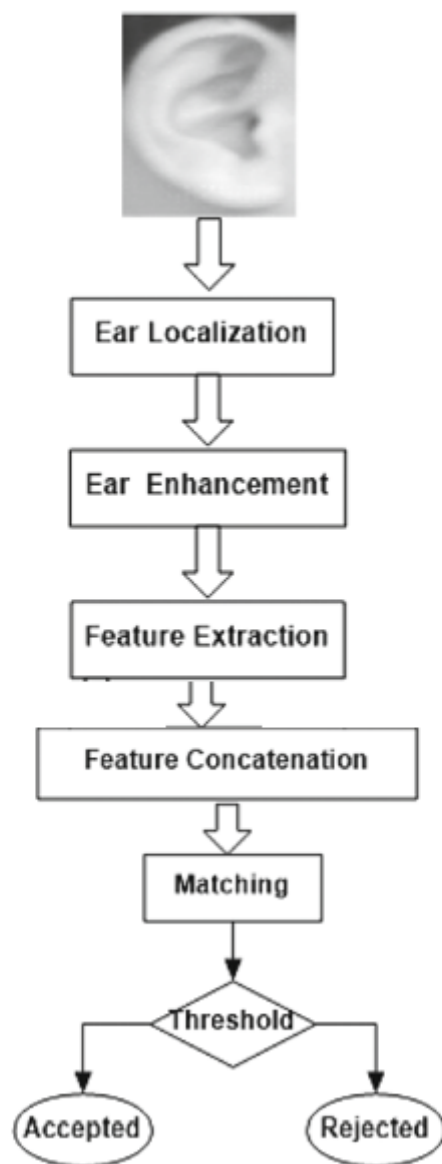 Ear Localization
Ear Enhancement
Feature Extraction
Feature Concatenation
Matching
Threshold
Accepted
Rejected